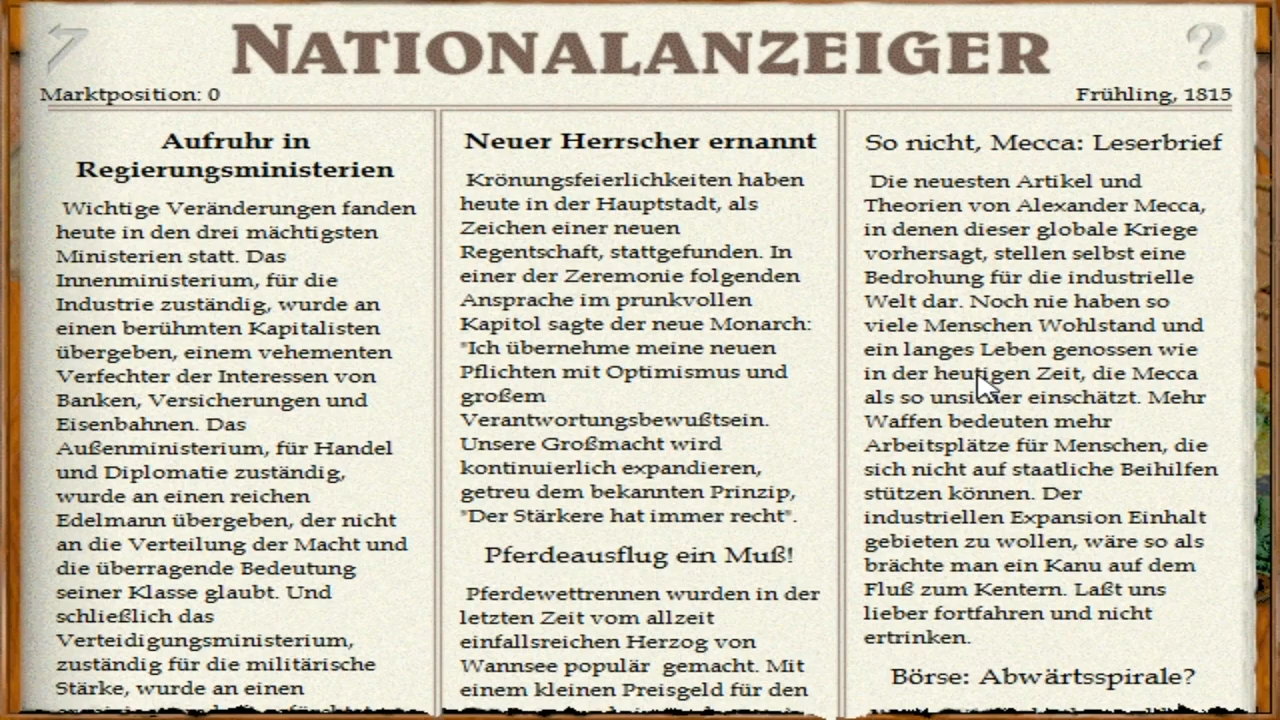 NATIONALANZEIGER
Marktposition: 0
Frühling, 1815
Aufruhr in
Regierungsministerien
Wichtige Veränderungen fanden
heute in den drei mächtigsten
Ministerien statt. Das
Innenministerium, für die
Industrie zuständig, wurde an
einen berühmten Kapitalisten
übergeben, einem vehementen
Verfechter der Interessen von
Banken, Versicherungen und
Eisenbahnen. Das
Außenministerium, für Handel
und Diplomatie zuständig,
wurde an einen reichen
Edelmann übergeben, der nicht
an die Verteilung der Macht und
die überragende Bedeutung
seiner Klasse glaubt. Und
schließlich das
Verteidigungsministerium,
zuständig für die militärische
Stärke, wurde an einen
Neuer Herrscher ernannt
Krönungsfeierlichkeiten haben
heute in der Hauptstadt, als
Zeichen einer neuen
Regentschaft, stattgefunden. In
einer der Zeremonie folgenden
Ansprache im prunkvollen
Kapitol sagte der neue Monarch:
"Ich übernehme meine neuen
Pflichten mit Optimismus und
großem
Verantwortungsbewußtsein.
Unsere Großmacht wird
kontinuierlich expandieren,
getreu dem bekannten Prinzip,
"Der Stärkere hat immer recht".
Pferdeausflug ein Muß!
Pferdewettrennen wurden in der
letzten Zeit vom allzeit
einfallsreichen Herzog von
Wannsee populär gemacht. Mit
einem kleinen Preisgeld für den
So nicht, Mecca: Leserbrief
Die neuesten Artikel und
Theorien von Alexander Mecca,
in denen dieser globale Kriege
vorhersagt, stellen selbst eine
Bedrohung für die industrielle
Welt dar. Noch nie haben so
viele Menschen Wohlstand und
ein langes Leben genossen wie
in der heutigen Zeit, die Mecca
als so unsicher einschätzt. Mehr
Waffen bedeuten mehr
Arbeitsplätze für Menschen, die
sich nicht auf staatliche Beihilfen
stützen können. Der
industriellen Expansion Einhalt
gebieten zu wollen, wäre so als
brächte man ein Kanu auf dem
Fluß zum Kentern. Laßt uns
lieber fortfahren und nicht
ertrinken.
Börse: Abwärtsspirale?